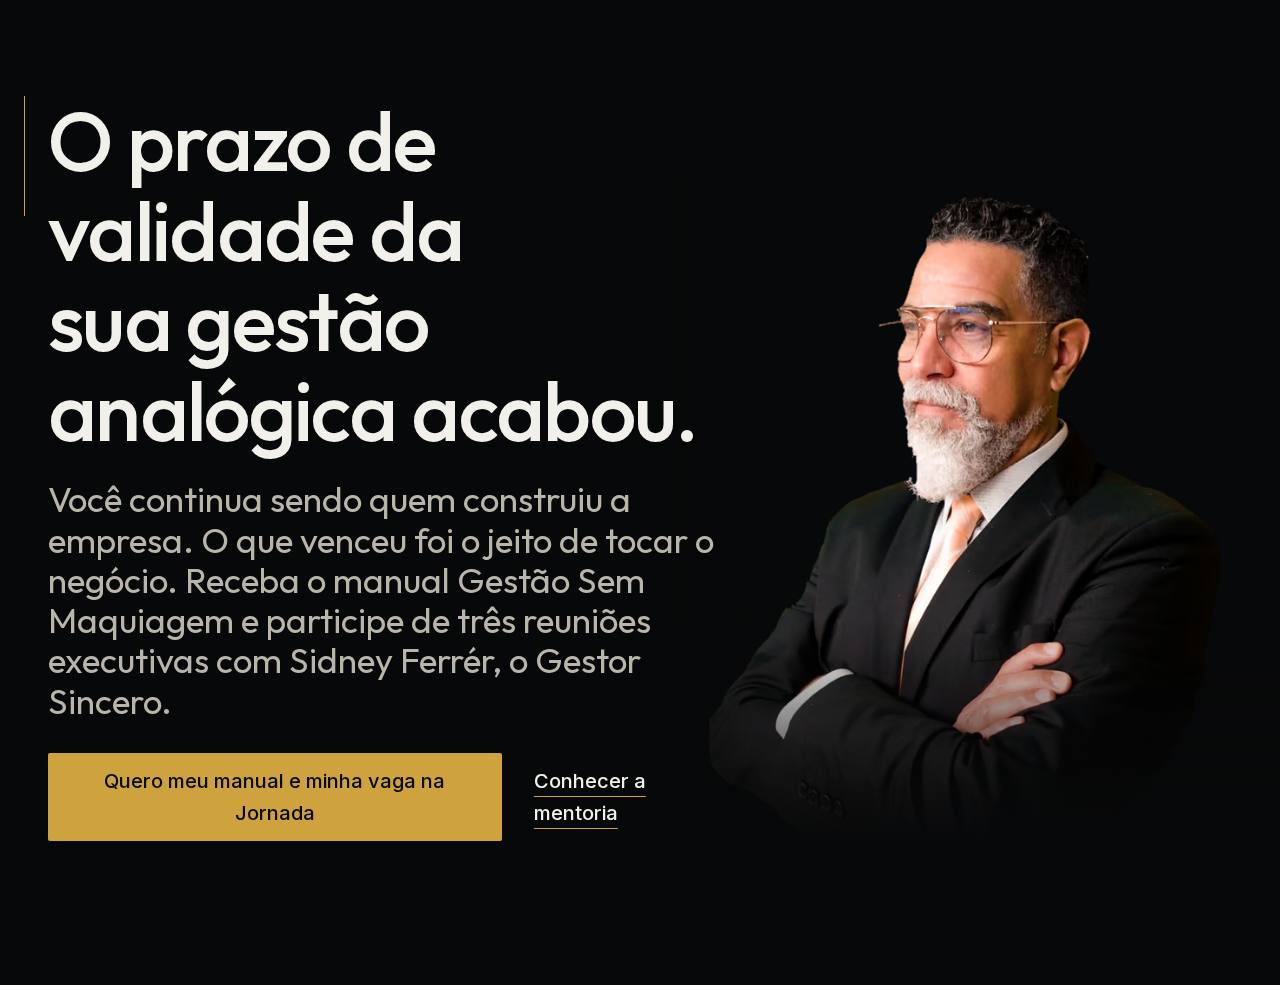 O prazo de
validade da
sua gestão
analógica acabou.
Você continua sendo quem construiu a
empresa. O que venceu foi o jeito de tocar o
negócio. Receba o manual Gestão Sem
Maquiagem e participe de três reuniões
executivas com Sidney Ferrér, o Gestor
Sincero.
Quero meu manual e minha vaga na
Jornada
Conhecer a
mentoria